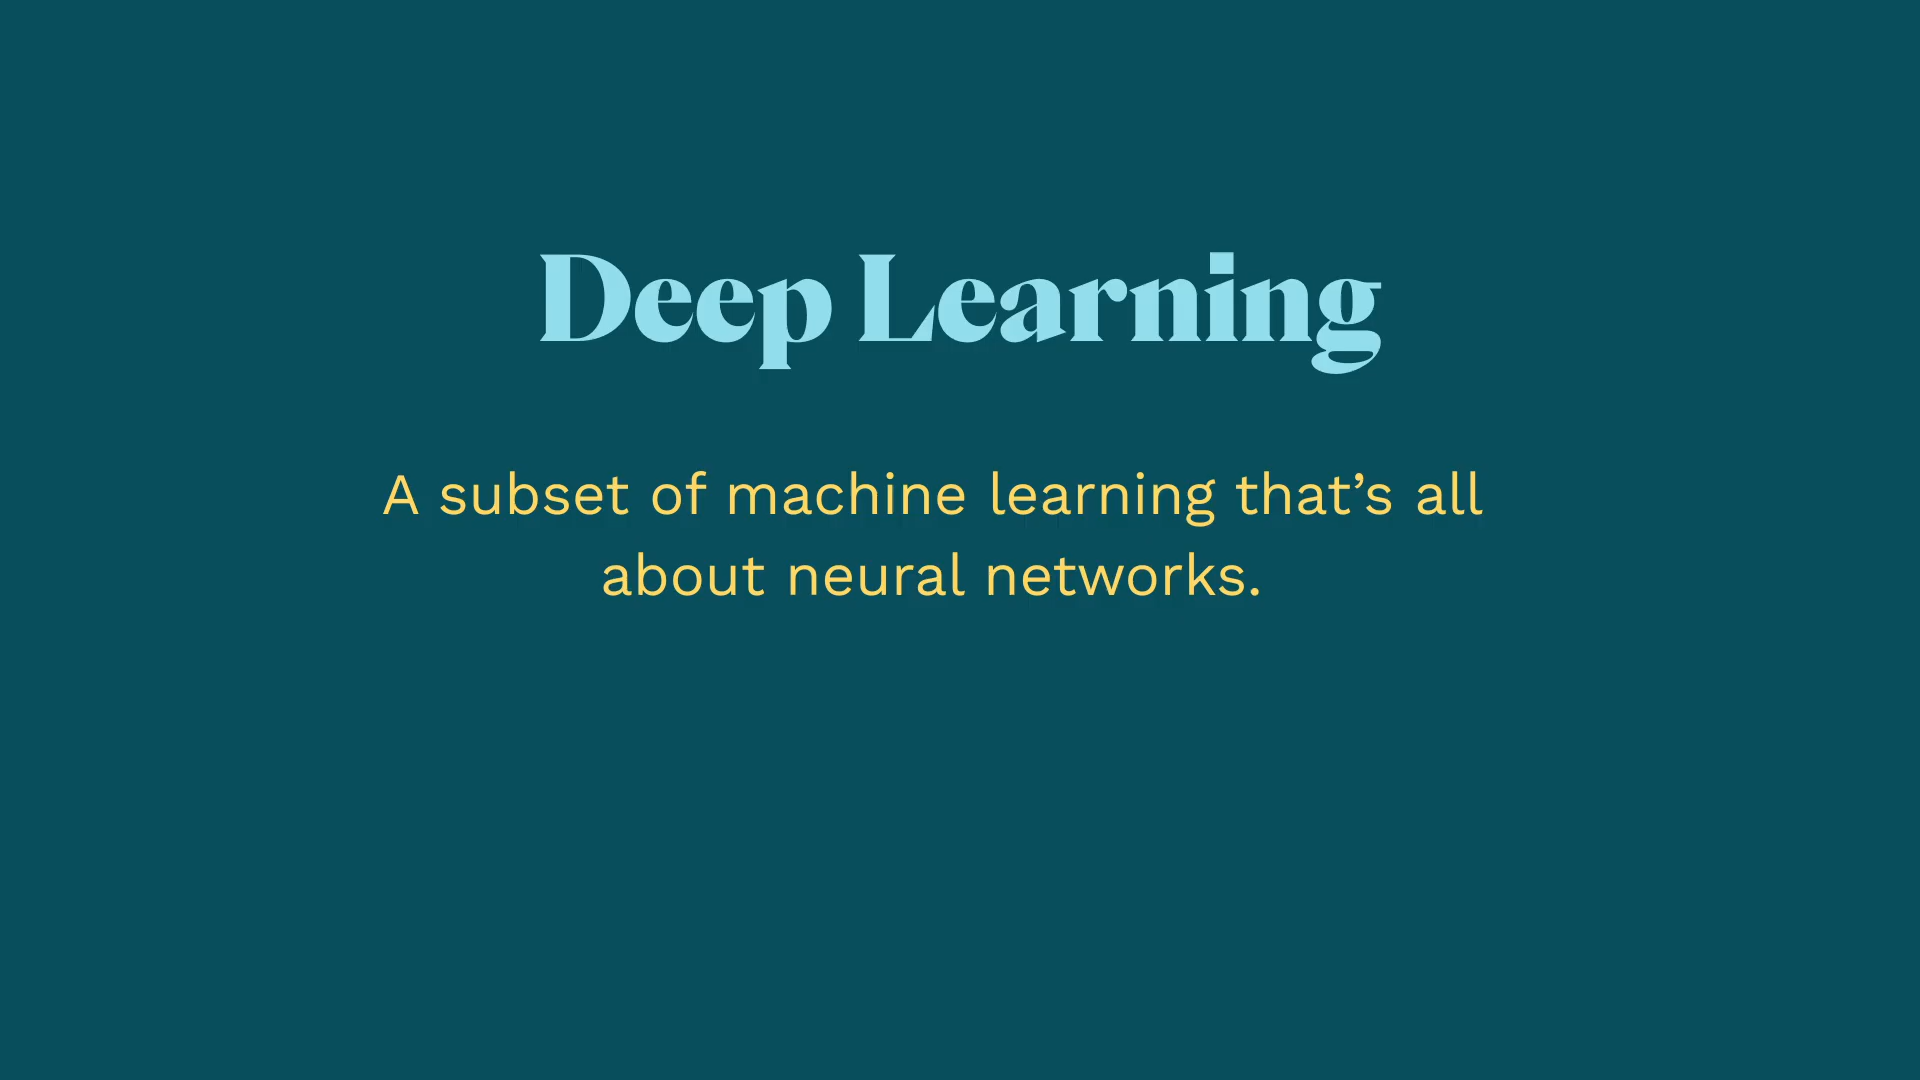 Deep Learning
A subset of machine learning that’s all
about neural networks.